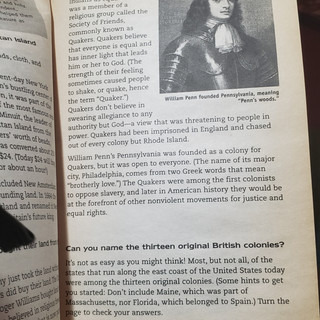 was a member of a
religious group called the
Society of Friends,
commonly known as
Quakers. Quakers believe
that everyone is equal and
has inner light that leads
him or her to God. (The
strength of their feeling
sometimes caused people
to shake, or quake, hence
the term "Quaker.")
Quakers don't believe in
swearing allegiance to any
authority but God—a view that was threatening to people in
power. Quakers had been imprisoned in England and chased
out of every colony but Rhode Island.
William Penn founded Pennsylvania, meaning
"Penn's woods."
William Penn's Pennsylvania was founded as a colony for
Quakers, but it was open to everyone. (The name of its major
city, Philadelphia, comes from two Greek words that mean
"brotherly love.") The Quakers were among the first colonists
to oppose slavery, and later in American history they would be
at the forefront of other nonviolent movements for justice and
equal rights.
Can you name the thirteen original British colonies?
It's not as easy as you might think! Most, but not all, of the
states that run along the east coast of the United States today
were among the thirteen original colonies. (Some hints to get
you started: Don't include Maine, which was part of
Massachusetts, nor Florida, which belonged to Spain.) Turn the
page to check your answers.